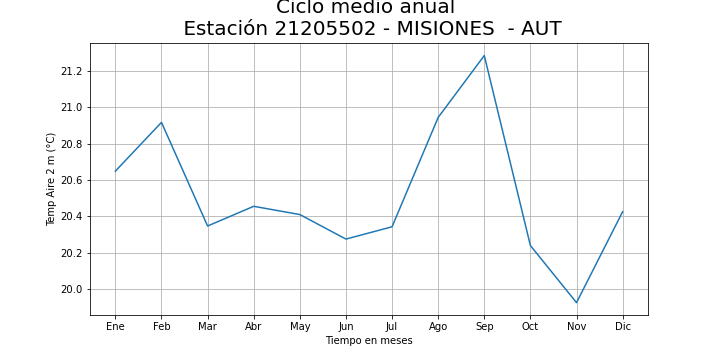 Ciclo medio anual
Estación 21205502 - MISIONES  - AUT
Temp Aire 2 m (°C)
21.2
21.0
20.8
20.6
20.4
20.2
20.0
Ene Feb Mar Abr May Jun Jul Ago Sep Oct Nov Dic
Tiempo en meses